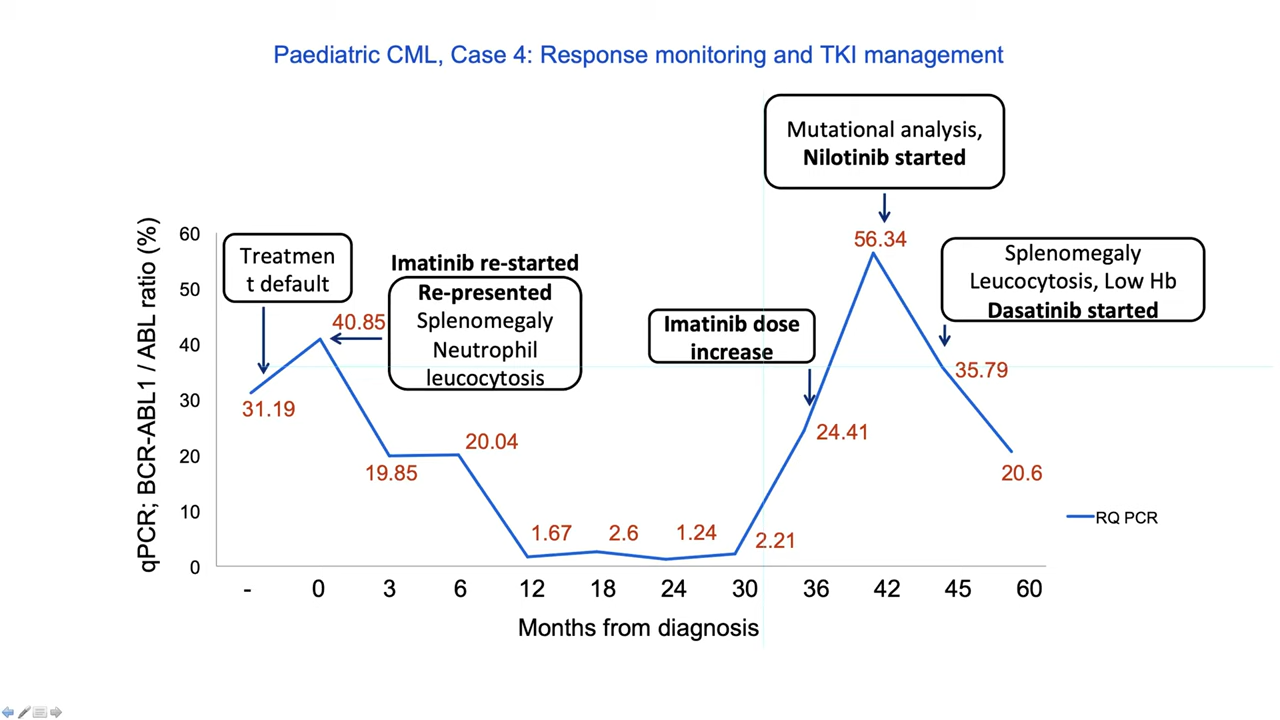 Paediatric CML, Case 4: Response monitoring and TKI management
Mutational analysis,
Nilotinib started
qPCR; BCR-ABL1 / ABL ratio (%)
60
50
40
30
20
10
0
Treatmen
t default
Imatinib re-started
Re-presented
Splenomegaly
Neutrophil
leucocytosis
Imatinib dose
increase
Splenomegaly
Leucocytosis, Low Hb
Dasatinib started
31.19
40.85
19.85
20.04
1.67
2.6
1.24
2.21
24.41
56.34
35.79
20.6
RQ PCR
- 0 3 6 12 18 24 30 36 42 45 60
Months from diagnosis